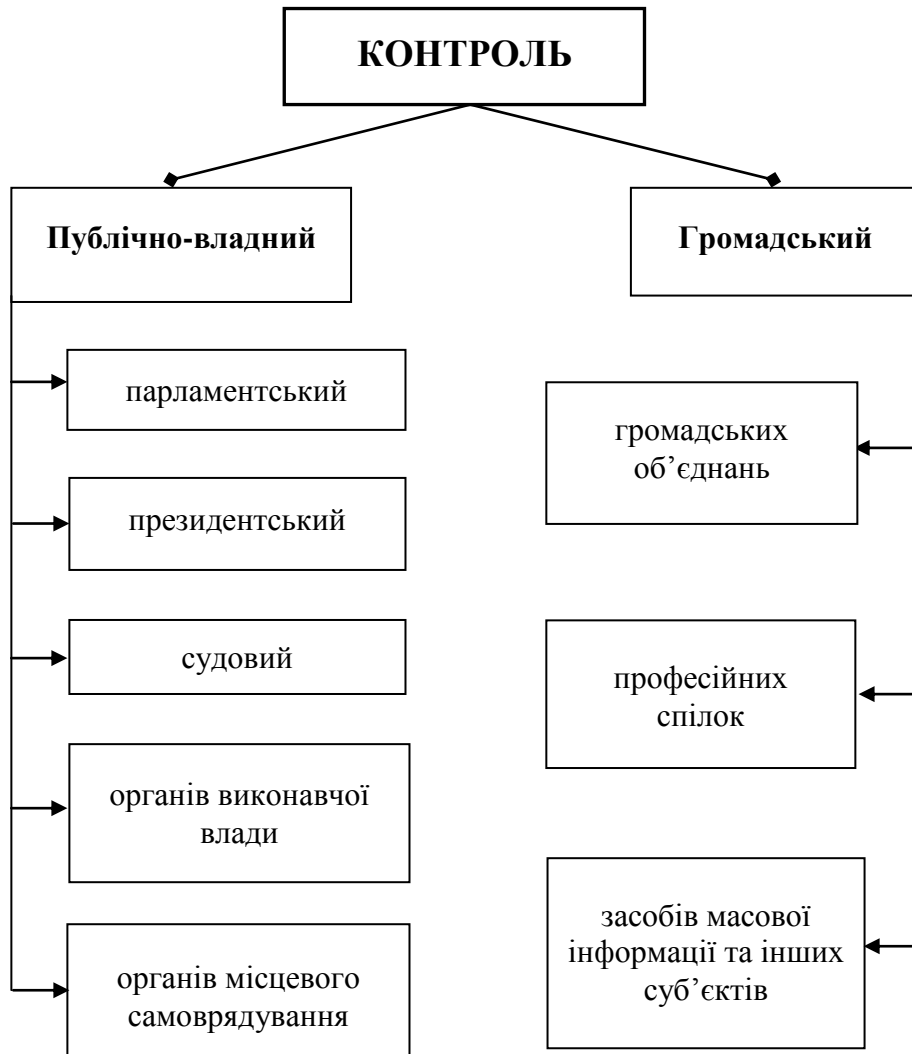 КОНТРОЛЬ
Публічно-владний
парламентський
президентський
судовий
органів виконавчої
влади
органів місцевого
самоврядування
Громадський
громадських
об’єднань
професійних
спілок
засобів масової
інформації та інших
суб’єктів